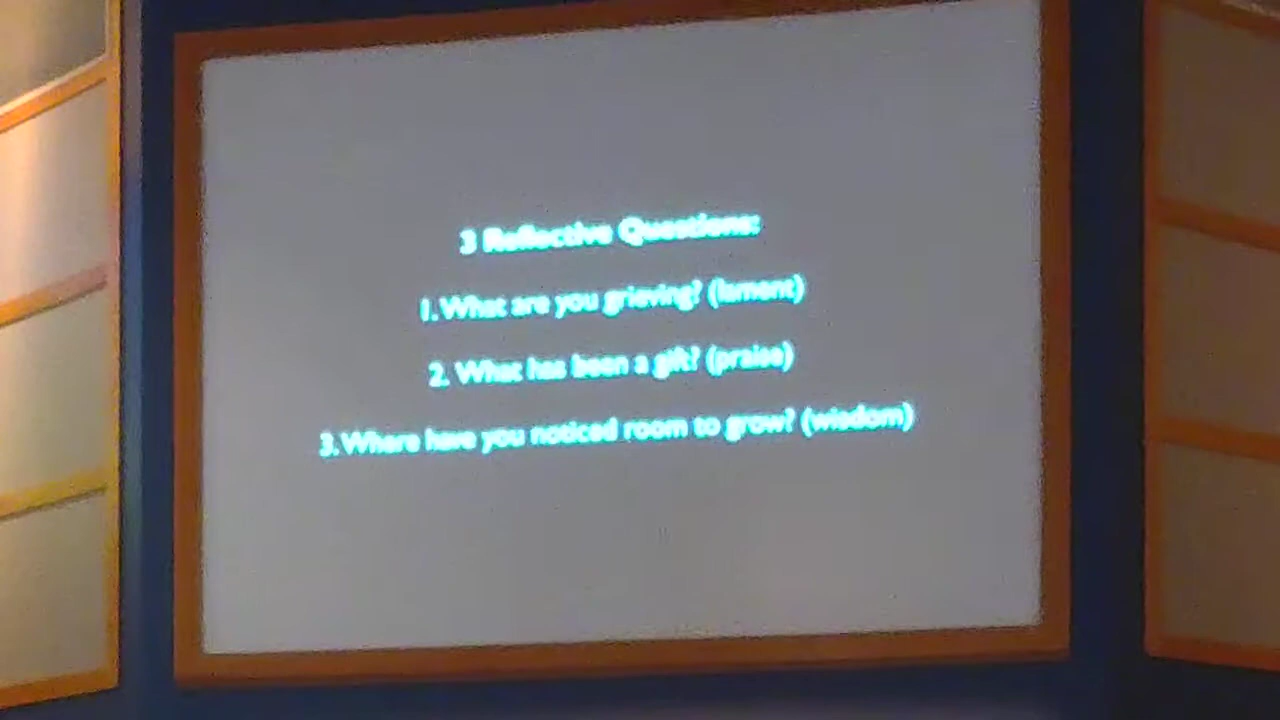 3 Reflective Questions:
1. What are you grieving? (lament)
2. What has been a gift? (praise)
3. Where have you noticed room to grow? (wisdom)